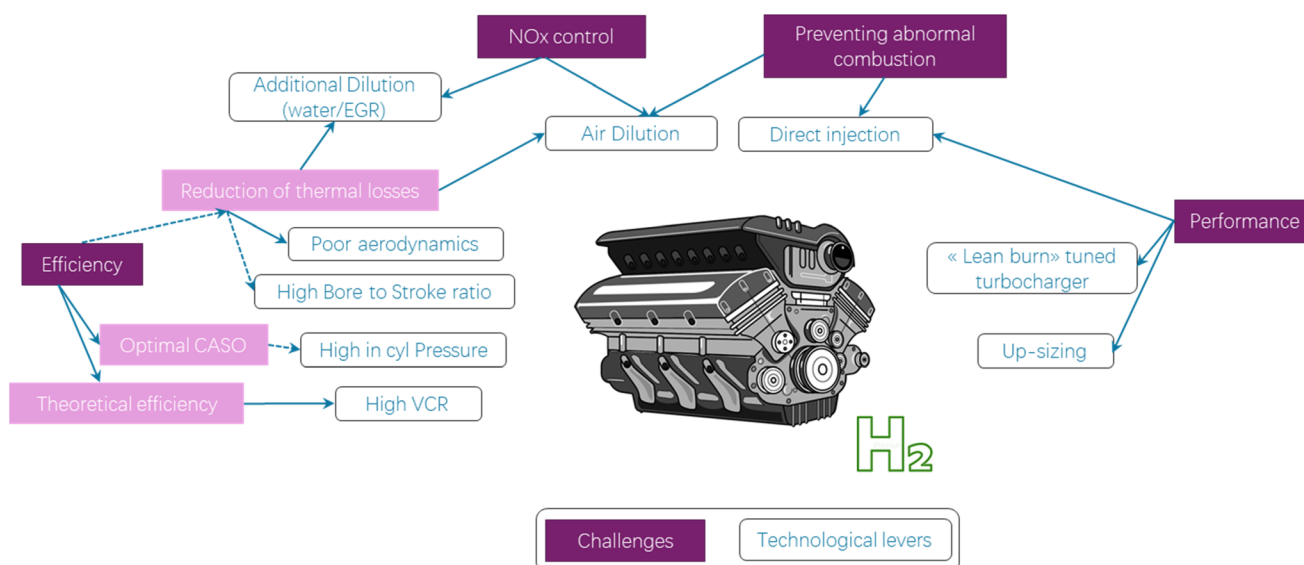 NOx control
Preventing abnormal
combustion
Additional Dilution
(water/EGR)
Air Dilution
Direct injection
Reduction of thermal losses
Performance
Poor aerodynamics
Efficiency
« Lean burn» tuned
turbocharger
High Bore to Stroke ratio
Optimal CASO
High in cyl Pressure
Up-sizing
Theoretical efficiency
High VCR
H2
Challenges
Technological levers